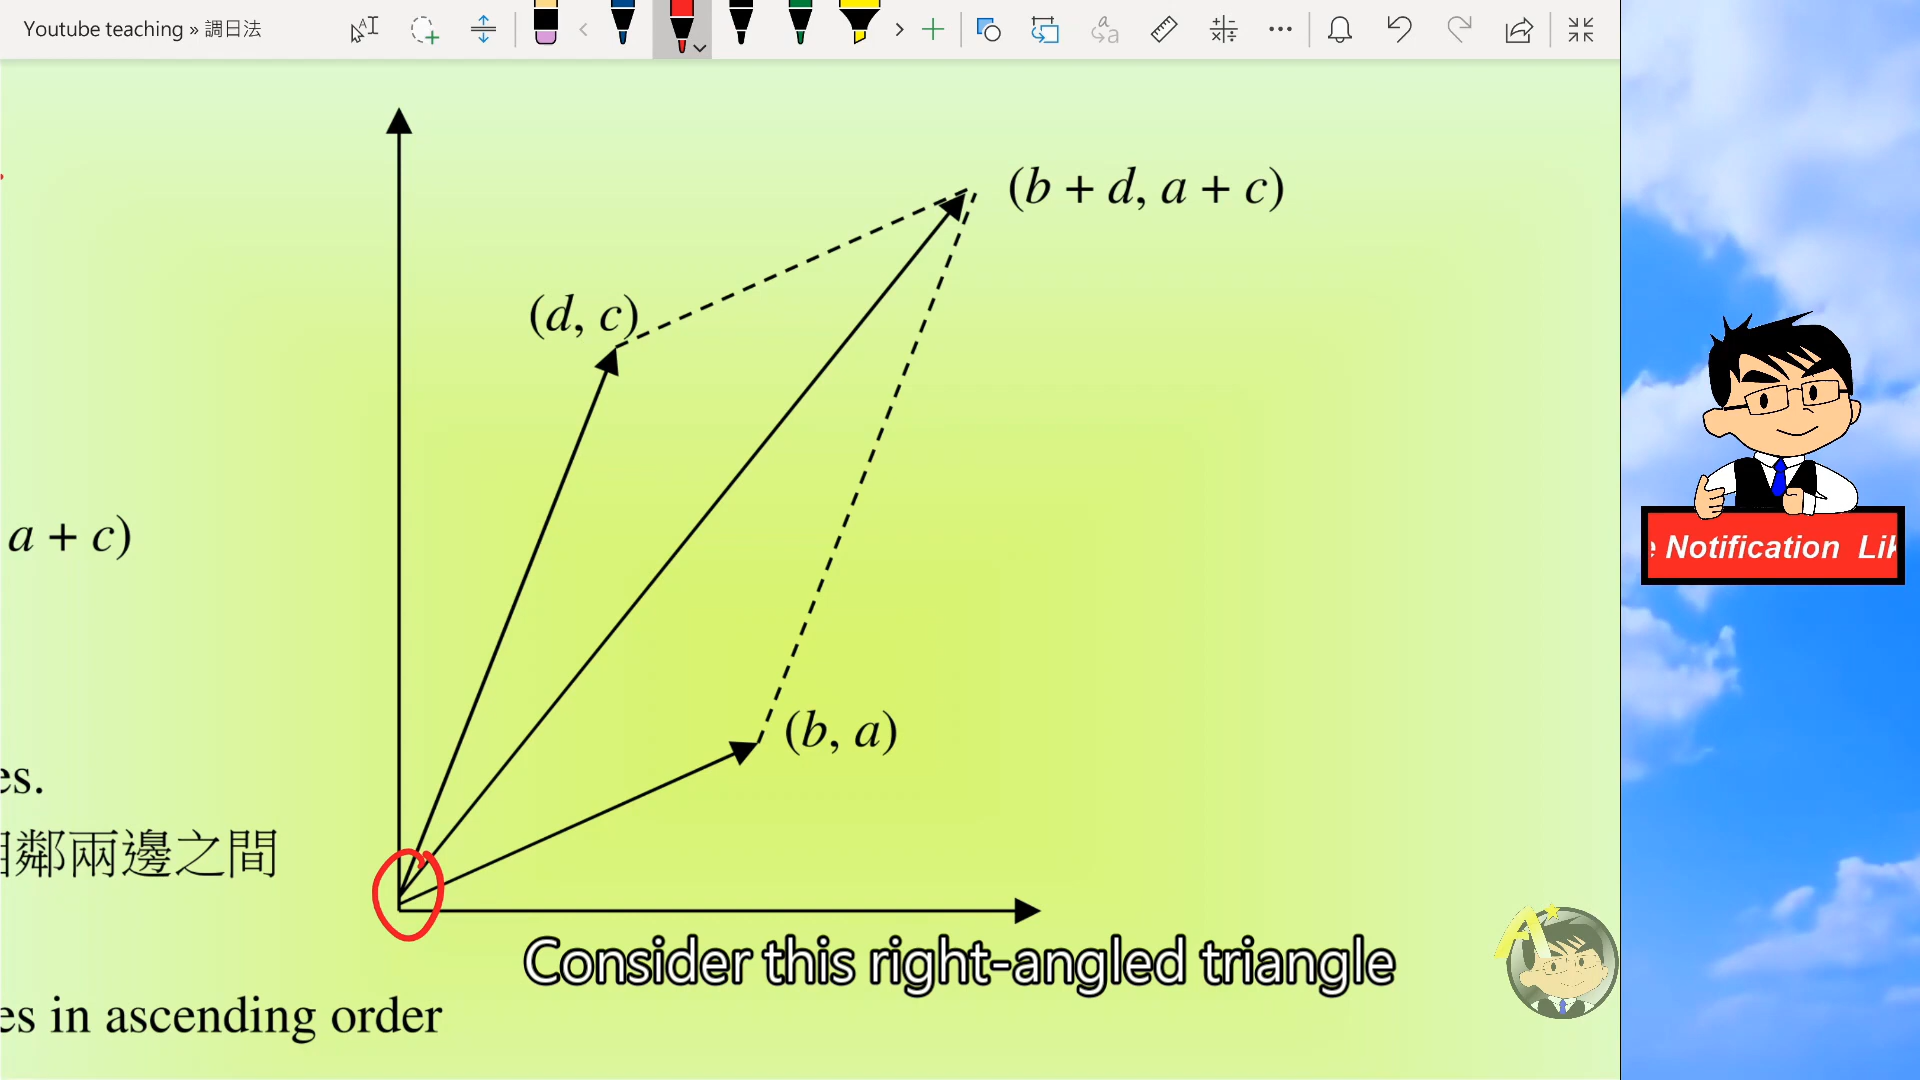 Youtube teaching » 調日法
(b + d, a + c)
(d, c)
a + c)
(b, a)
es.
鄰兩邊之間
Consider this right-angled triangle
es in ascending order
Notification Lik
A